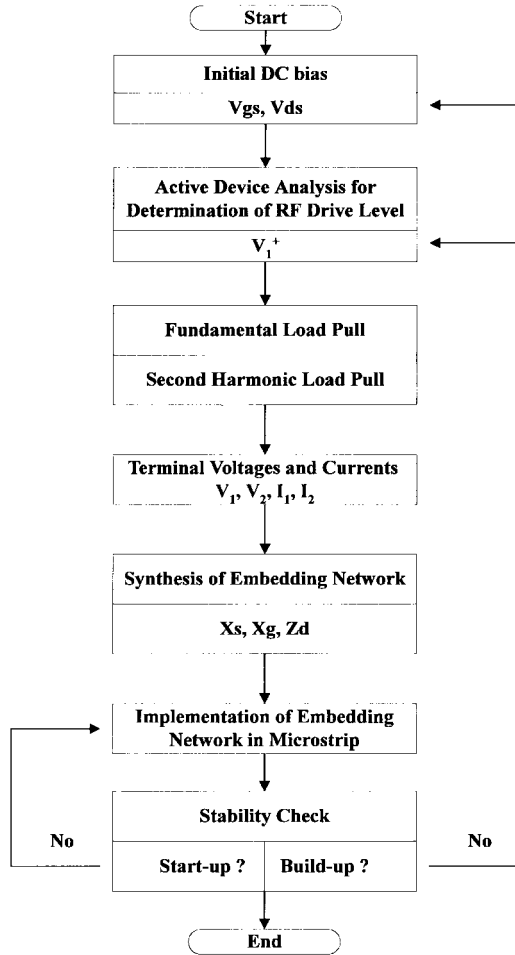 Start
Initial DC bias
Vgs, Vds
Active Device Analysis for
Determination of RF Drive Level
V₁⁺
Fundamental Load Pull
Second Harmonic Load Pull
Terminal Voltages and Currents
V₁, V₂, I₁, I₂
Synthesis of Embedding Network
Xs, Xg, Zd
Implementation of Embedding
Network in Microstrip
Stability Check
No
Start-up ?
Build-up ?
No
End